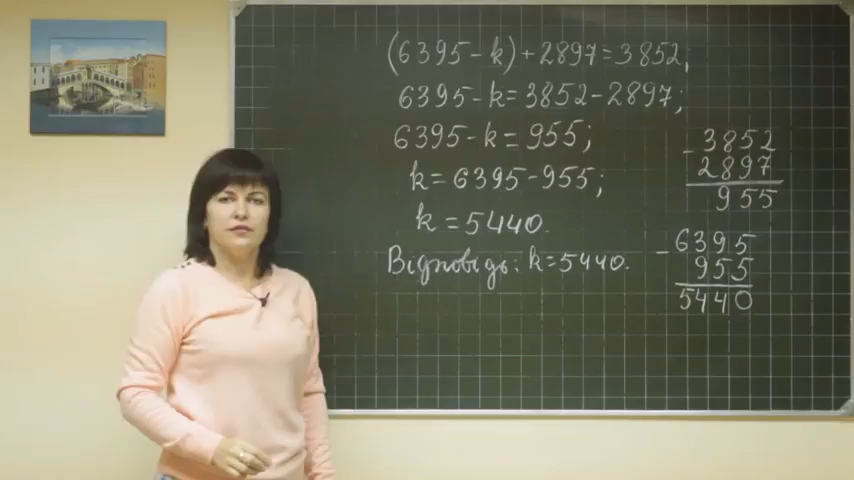 (6395-k)+2897=3852;
6395-k=3852-2897;
6395-k=955;
k=6395-955;
k=5440.
Відповідь: k=5440.
-3852
2897
955
-6395
955
5440